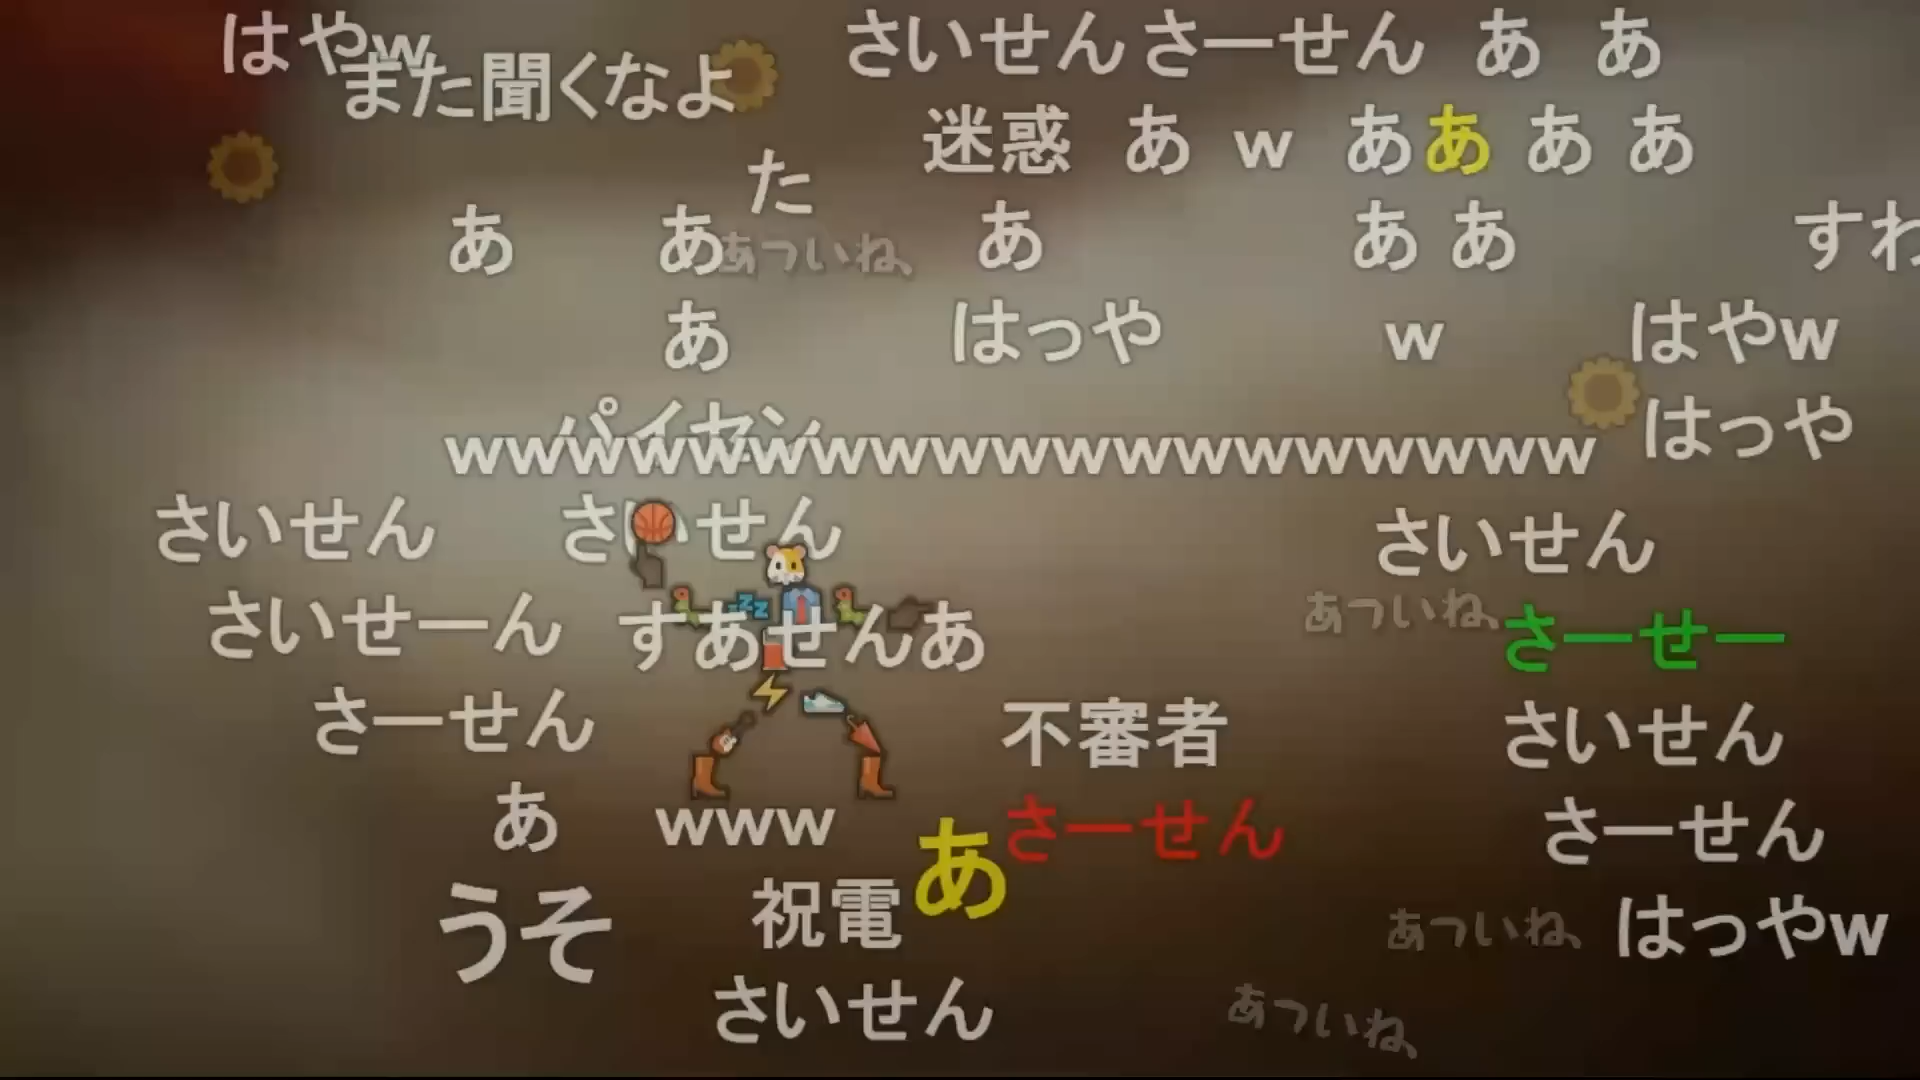 はやw
さいせん さーせん あ あ
また聞くなよ
迷惑 あ w ああ あ あ
た
あ あ あ あ あ すわ
あついね、
あ はっや w はやw
パイセン はっや
wwwwwwwwwwwwwwwwwww
さいせん さいせん さいせん
zzz
あついね、
さいせーん すあせんあ さーせー
さーせん 不審者 さいせん
あ www あ さーせん さーせん
うそ 祝電 あついね、 はっやw
さいせん あついね、